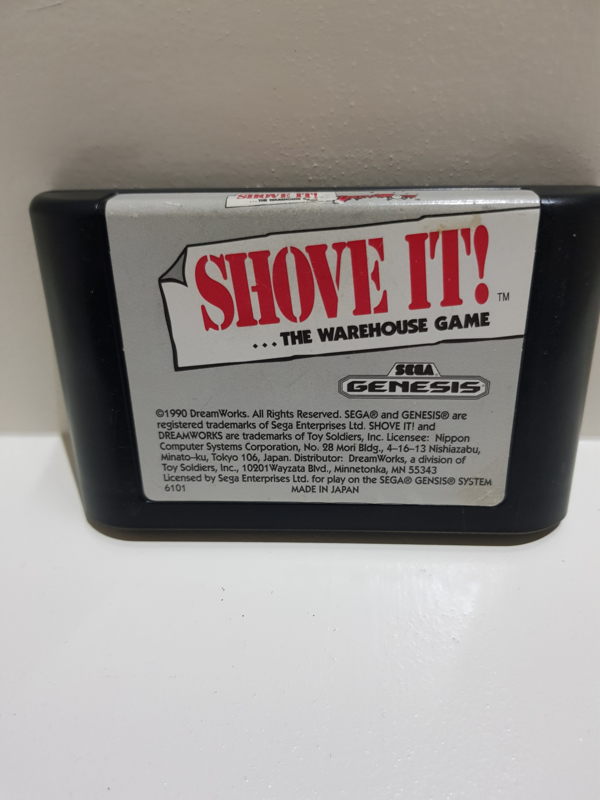 SHOVE IT!™
...THE WAREHOUSE GAME
SEGA
GENESIS®
©1990 DreamWorks. All Rights Reserved. SEGA® and GENESIS® are
registered trademarks of Sega Enterprises Ltd. SHOVE IT! and
DREAMWORKS are trademarks of Toy Soldiers, Inc. Licensee: Nippon
Computer Systems Corporation, No. 28 Mori Bldg., 4-16-13 Nishiazabu,
Minato-ku, Tokyo 106, Japan. Distributor: DreamWorks, a division of
Toy Soldiers, Inc., 10201 Wayzata Blvd., Minnetonka, MN 55343
Licensed by Sega Enterprises Ltd. for play on the SEGA® GENSIS® SYSTEM
6101 MADE IN JAPAN